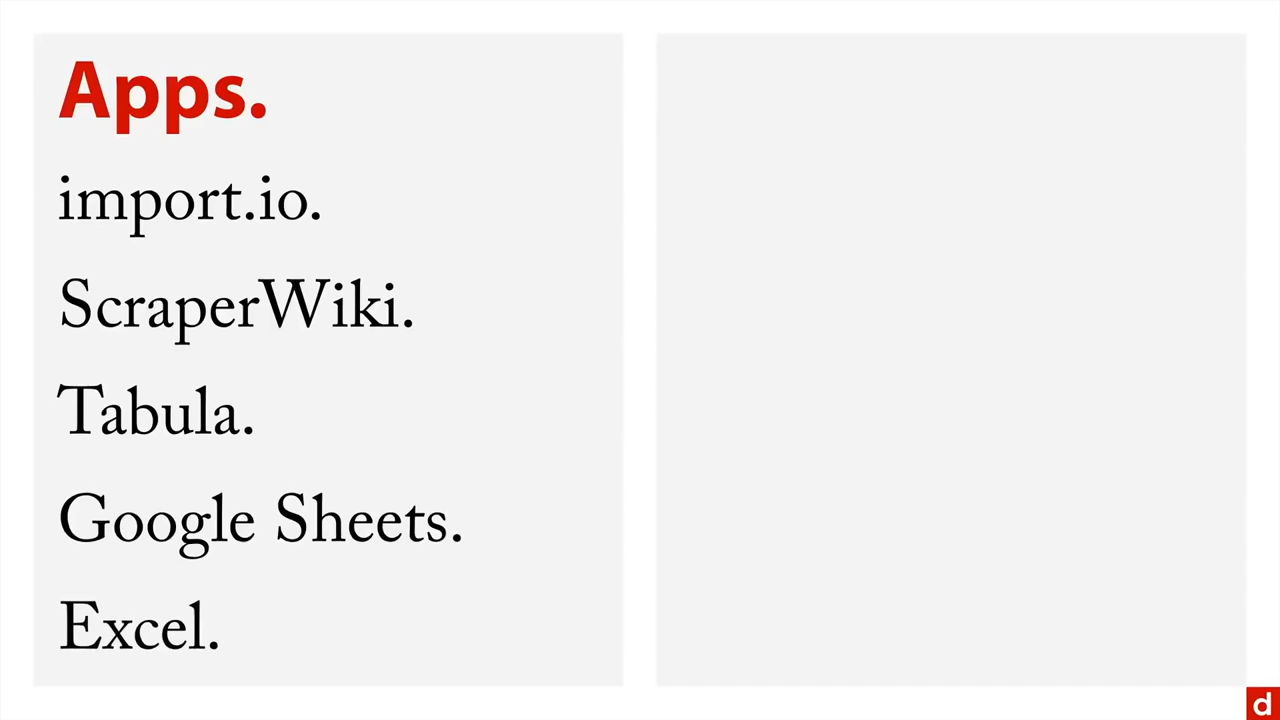 Apps.
import.io.
ScraperWiki.
Tabula.
Google Sheets.
Excel.
d